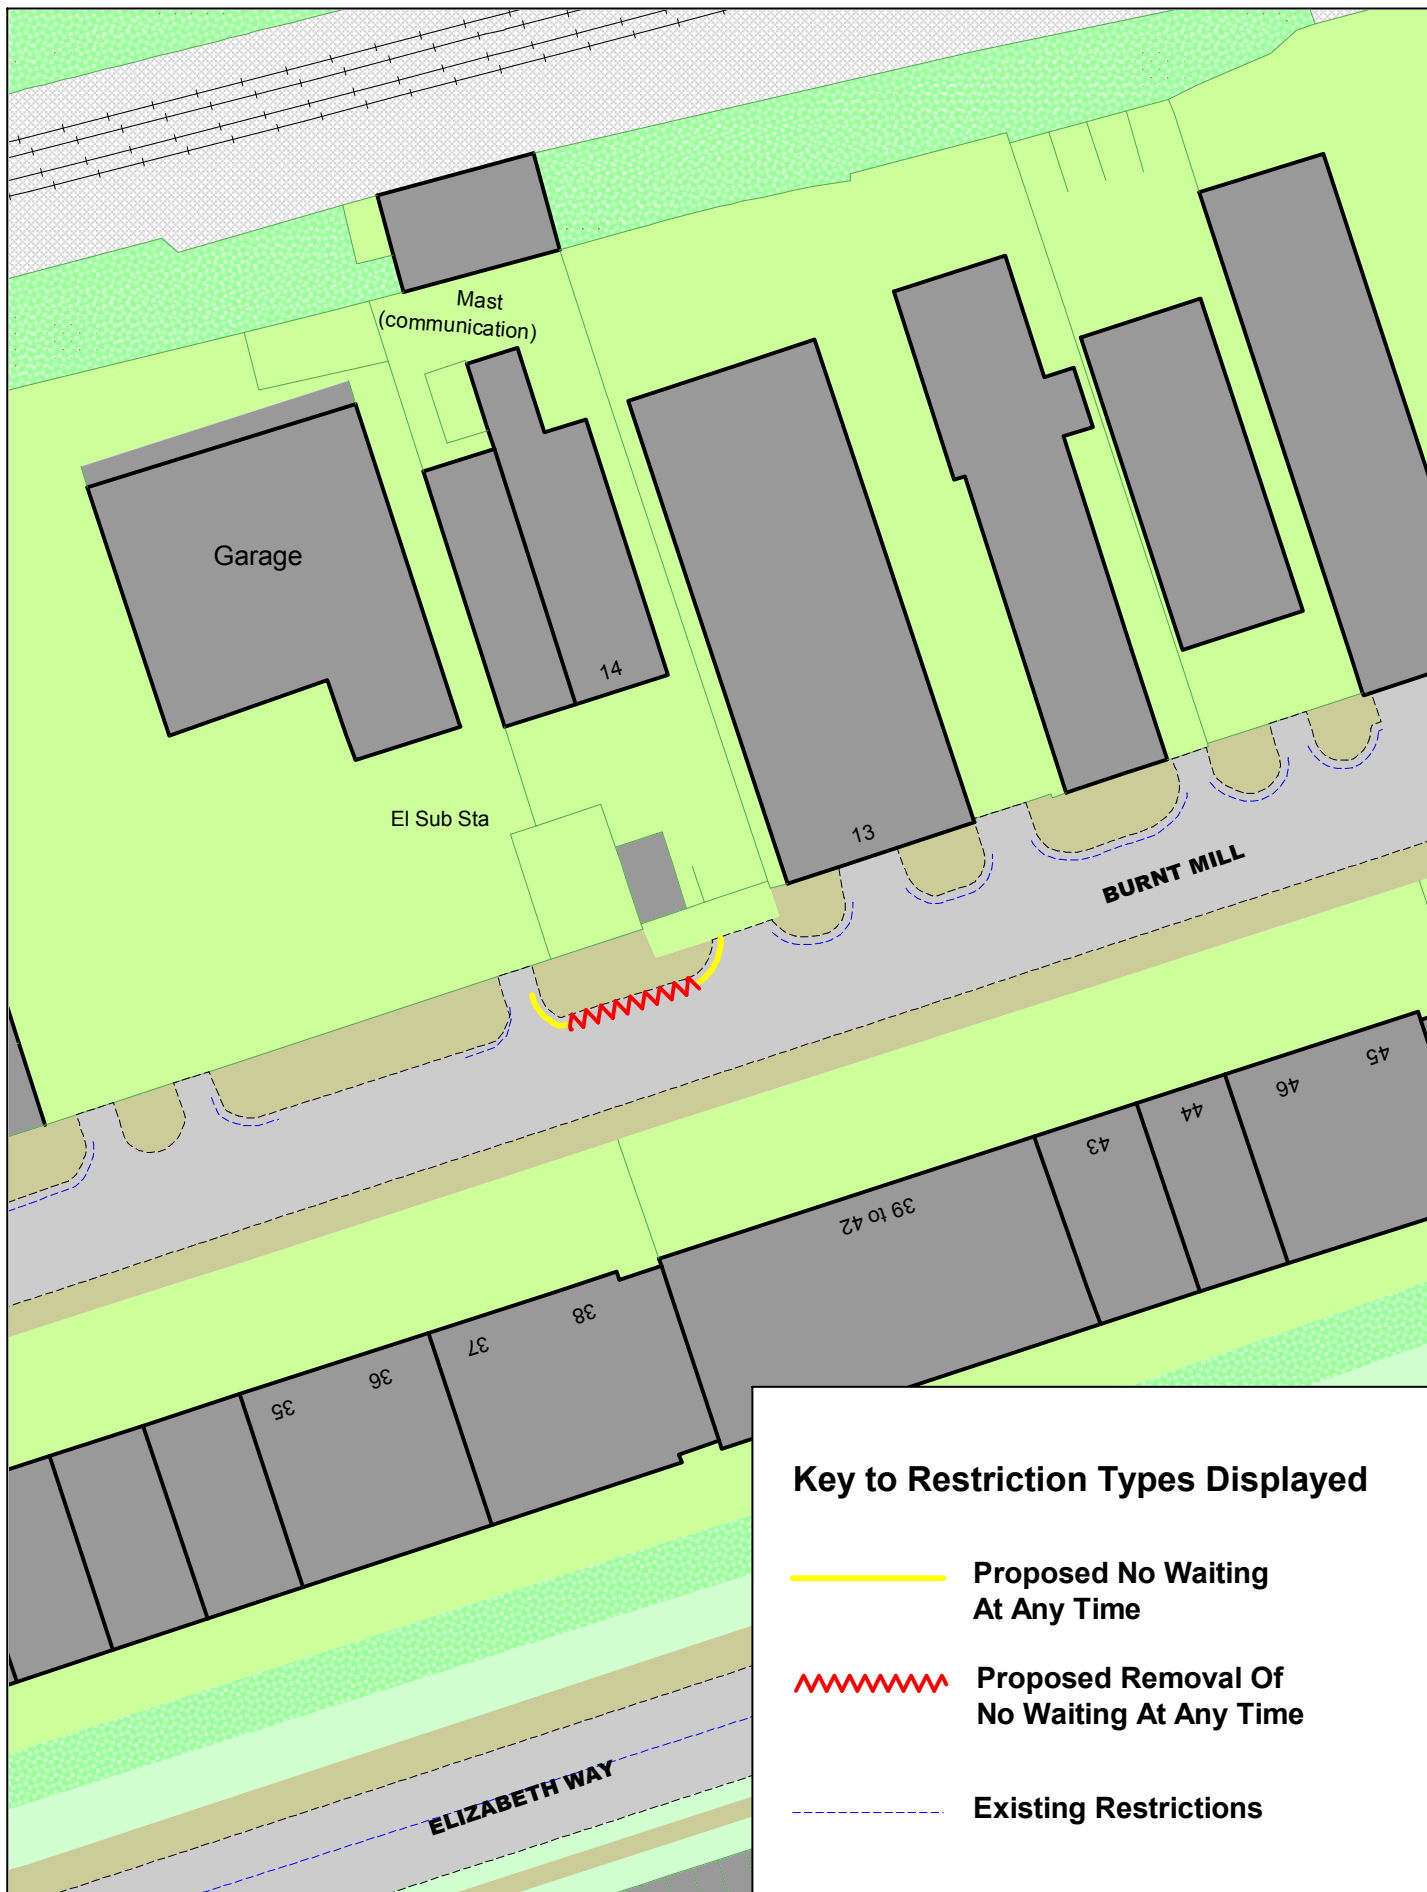 Mast
(communication)
Garage
14
El Sub Sta
13
BURNT MILL
45
46
44
43
39 to 42
38
37
36
35
Key to Restriction Types Displayed
Proposed No Waiting
At Any Time
Proposed Removal Of
No Waiting At Any Time
ELIZABETH WAY
Existing Restrictions